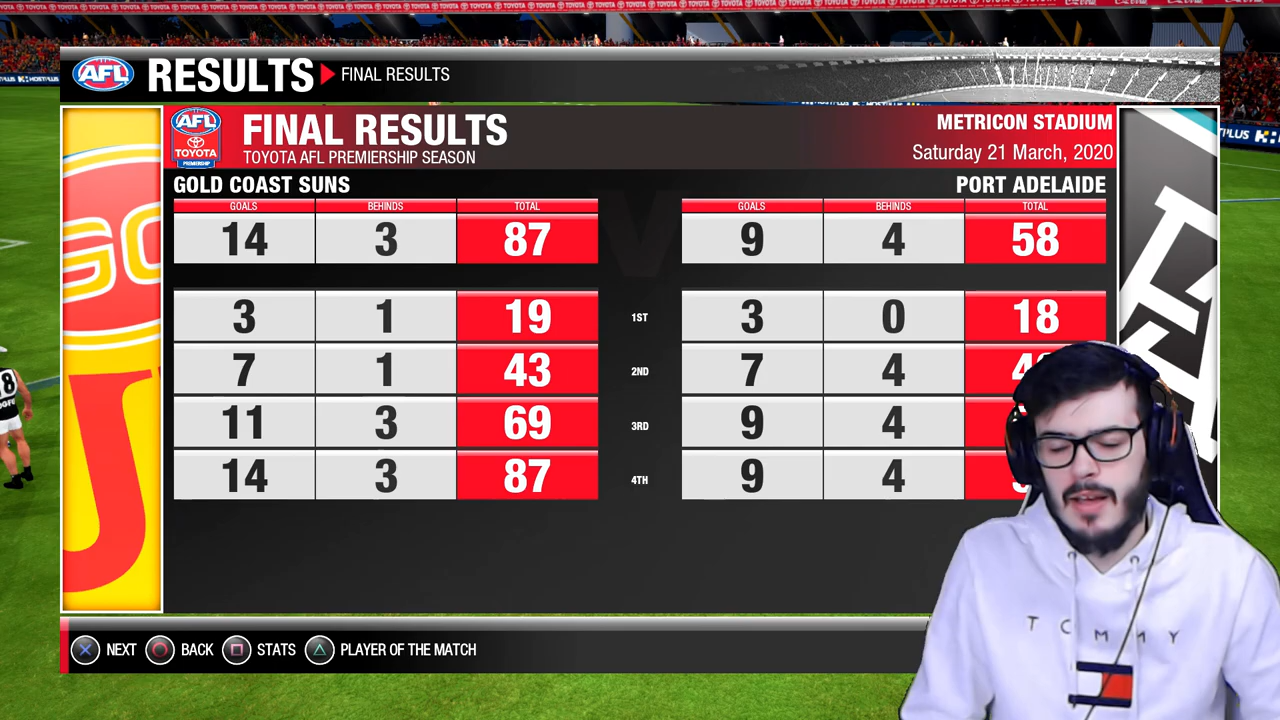 AFL RESULTS FINAL RESULTS
AFL TOYOTA PREMIERSHIP
FINAL RESULTS
TOYOTA AFL PREMIERSHIP SEASON
METRICON STADIUM
Saturday 21 March, 2020
GOLD COAST SUNS PORT ADELAIDE
GOALS BEHINDS TOTAL GOALS BEHINDS TOTAL
14 3 87 9 4 58
3 1 19 1ST 3 0 18
7 1 43 2ND 7 4
11 3 69 3RD 9 4
14 3 87 4TH 9 4
NEXT BACK STATS PLAYER OF THE MATCH
TOMMY